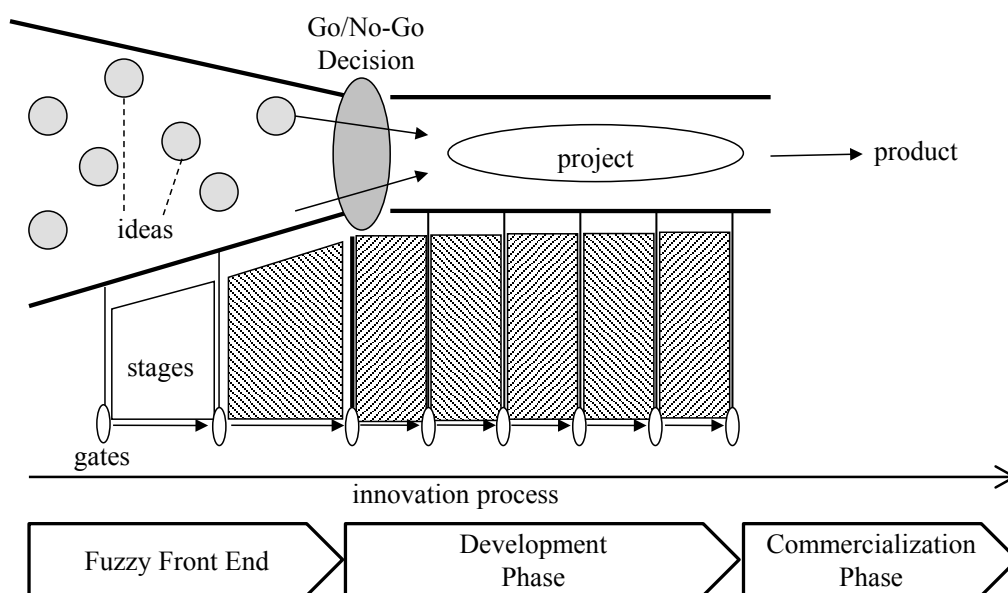 Go/No-Go
Decision
project
product
ideas
stages
gates
innovation process
Fuzzy Front End
Development
Phase
Commercialization
Phase